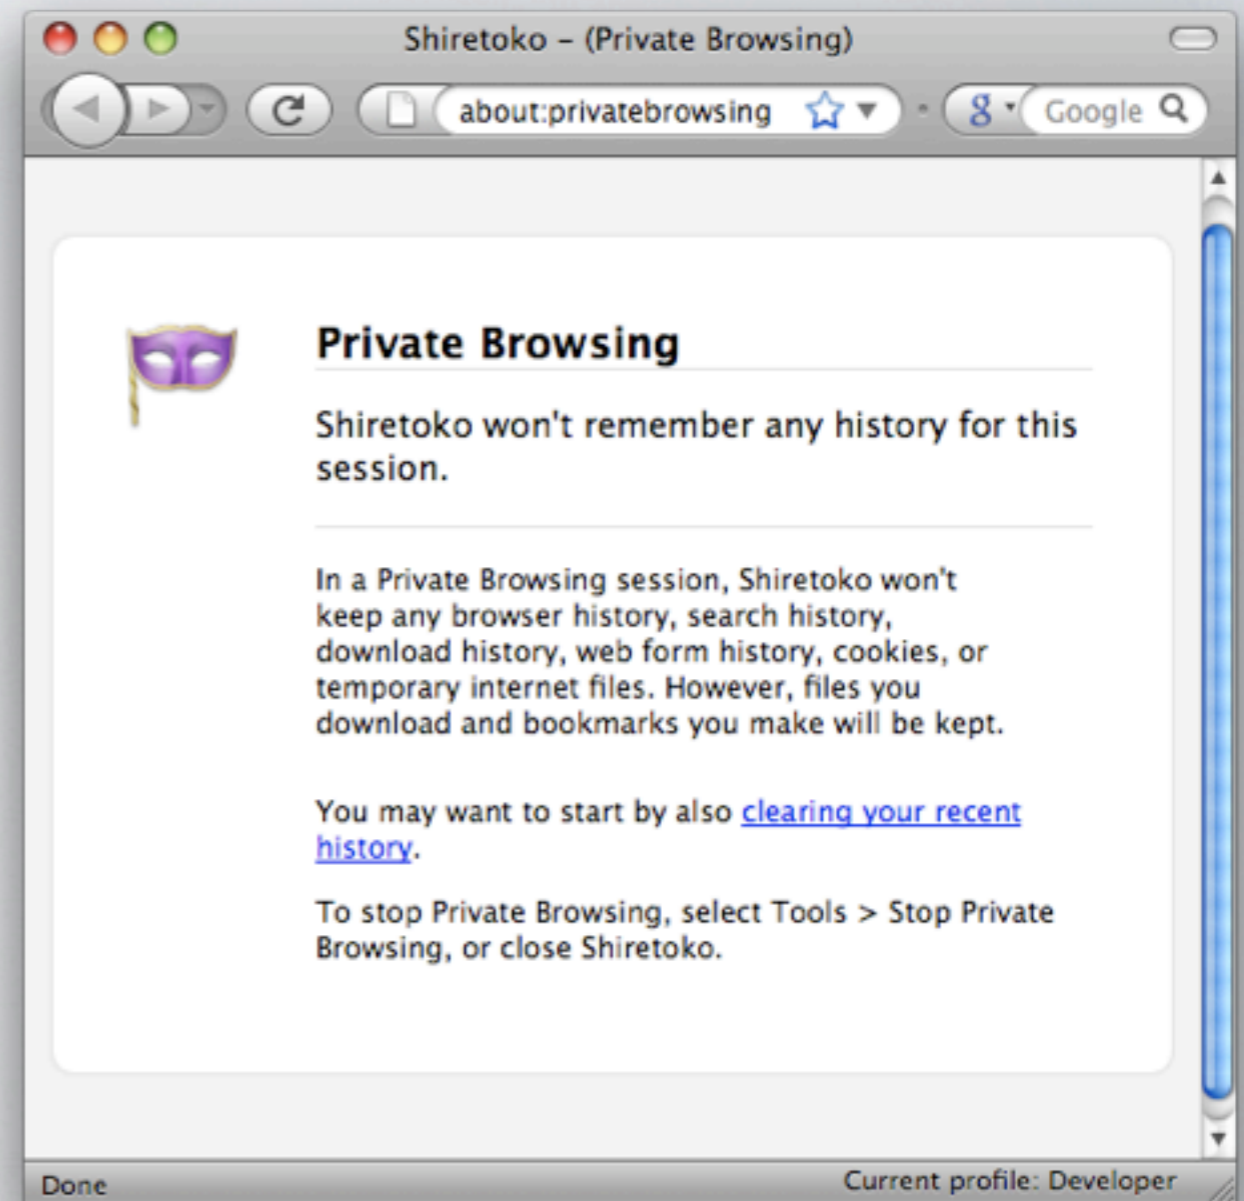 Shiretoko – (Private Browsing)
about:privatebrowsing
g
Google
Private Browsing
Shiretoko won't remember any history for this
session.
In a Private Browsing session, Shiretoko won't
keep any browser history, search history,
download history, web form history, cookies, or
temporary internet files. However, files you
download and bookmarks you make will be kept.
You may want to start by also clearing your recent
history.
To stop Private Browsing, select Tools > Stop Private
Browsing, or close Shiretoko.
Done
Current profile: Developer